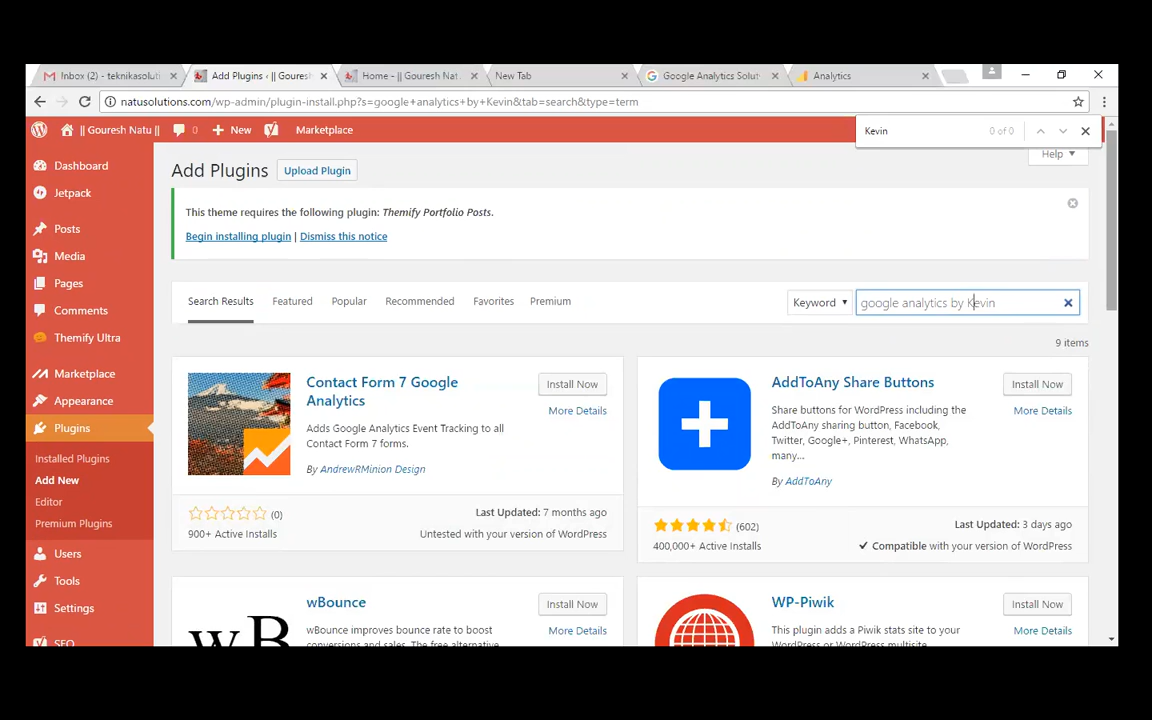 Inbox (2) - teknikasoluti
Add Plugins ‹ || Gouresh
Home - || Gouresh Nat
New Tab
Google Analytics Solut
Analytics
natusolutions.com/wp-admin/plugin-install.php?s=google+analytics+by+Kevin&tab=search&type=term
|| Gouresh Natu ||
0
New
Marketplace
Kevin
0 of 0
Help
Dashboard
Jetpack
Posts
Media
Pages
Comments
Themify Ultra
Marketplace
Appearance
Plugins
Installed Plugins
Add New
Editor
Premium Plugins
Users
Tools
Settings
SEO
Add Plugins
Upload Plugin
This theme requires the following plugin: Themify Portfolio Posts.
Begin installing plugin | Dismiss this notice
Search Results
Featured
Popular
Recommended
Favorites
Premium
Keyword
google analytics by Kevin
9 items
Contact Form 7 Google
Analytics
Install Now
More Details
Adds Google Analytics Event Tracking to all
Contact Form 7 forms.
By AndrewRMinion Design
(0)
900+ Active Installs
Last Updated: 7 months ago
Untested with your version of WordPress
AddToAny Share Buttons
Install Now
More Details
Share buttons for WordPress including the
AddToAny sharing button, Facebook,
Twitter, Google+, Pinterest, WhatsApp,
many...
By AddToAny
(602)
400,000+ Active Installs
Last Updated: 3 days ago
Compatible with your version of WordPress
wB
wBounce
Install Now
More Details
wBounce improves bounce rate to boost
conversions and sales. The free alternative
WP-Piwik
Install Now
More Details
This plugin adds a Piwik stats site to your
WordPress or WordPress multisite